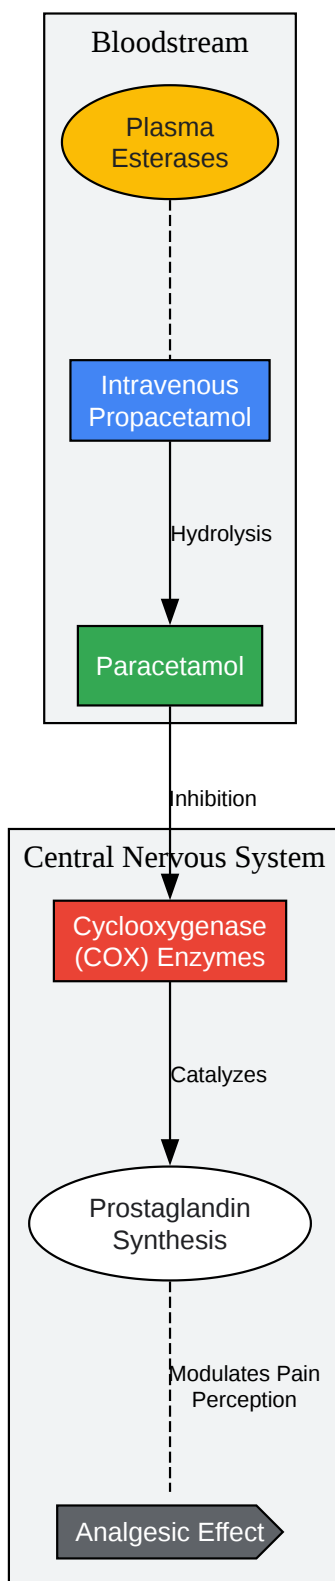 Bloodstream
Plasma
Esterases
Intravenous
Propacetamol
Hydrolysis
Paracetamol
Inhibition
Central Nervous System
Cyclooxygenase
(COX) Enzymes
Catalyzes
Prostaglandin
Synthesis
Modulates Pain
Perception
Analgesic Effect